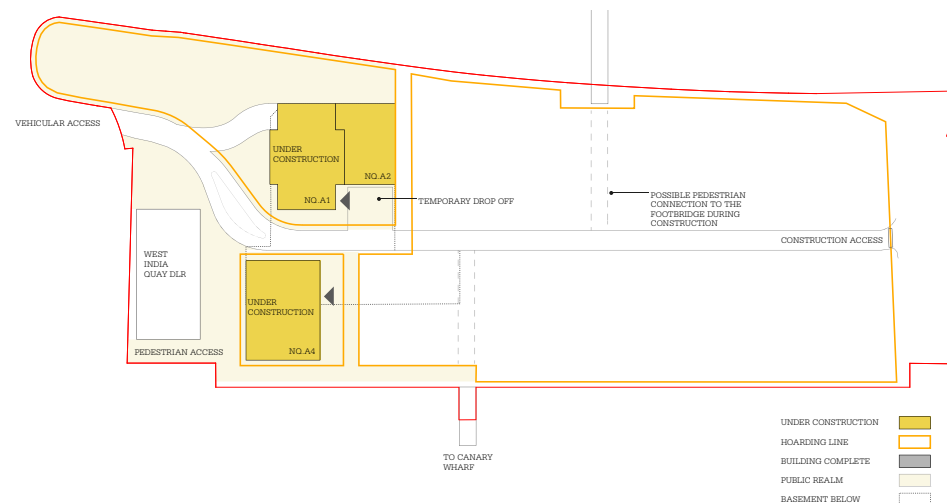 VEHICULAR ACCESS
UNDER
CONSTRUCTION
NQ.A2
NQ.A1
TEMPORARY DROP OFF
POSSIBLE PEDESTRIAN
CONNECTION TO THE
FOOTBRIDGE DURING
CONSTRUCTION
CONSTRUCTION ACCESS
WEST
INDIA
QUAY DLR
UNDER
CONSTRUCTION
NQ.A4
PEDESTRIAN ACCESS
TO CANARY
WHARF
UNDER CONSTRUCTION
HOARDING LINE
BUILDING COMPLETE
PUBLIC REALM
BASEMENT BELOW